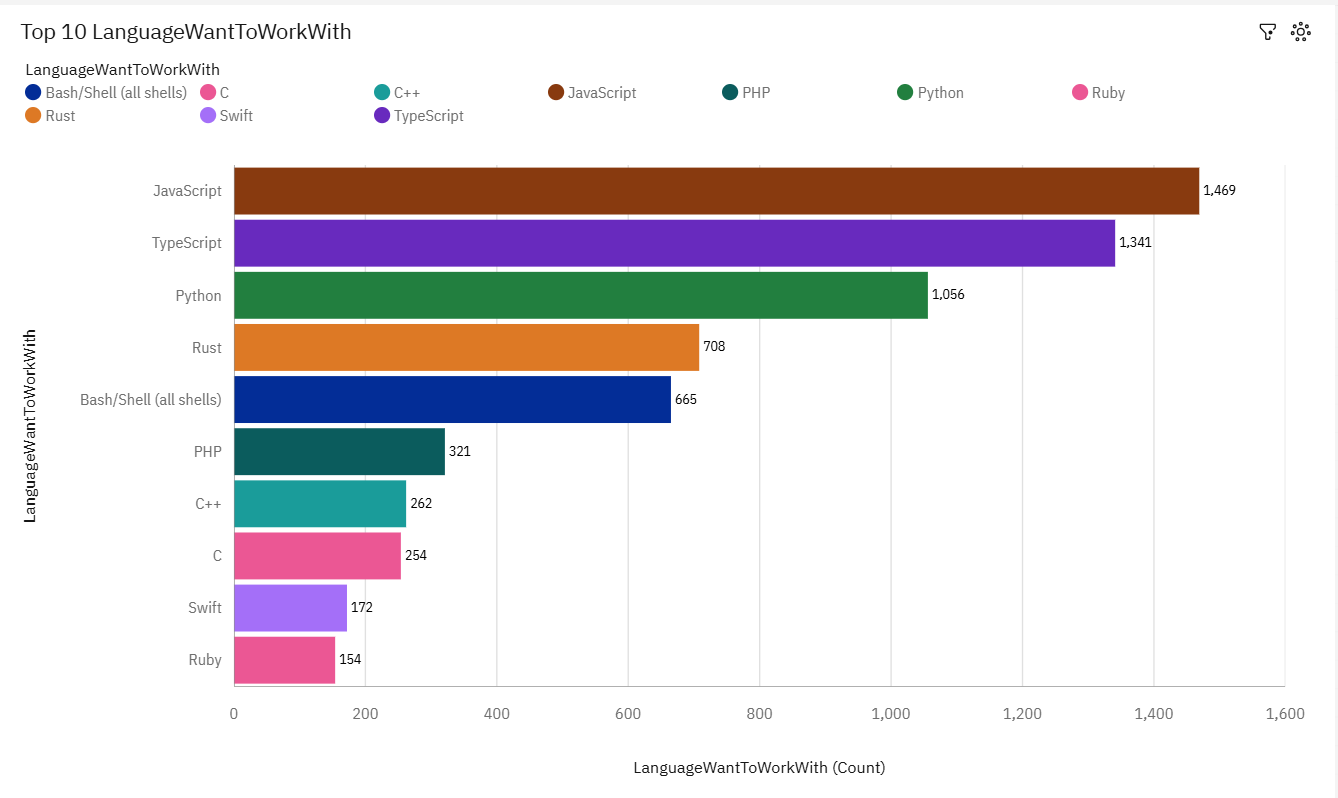 Top 10 LanguageWantToWorkWith
LanguageWantToWorkWith
Bash/Shell (all shells) C C++ JavaScript PHP Python Ruby
Rust Swift TypeScript
LanguageWantToWorkWith
JavaScript 1,469
TypeScript 1,341
Python 1,056
Rust 708
Bash/Shell (all shells) 665
PHP 321
C++ 262
C 254
Swift 172
Ruby 154
0 200 400 600 800 1,000 1,200 1,400 1,600
LanguageWantToWorkWith (Count)